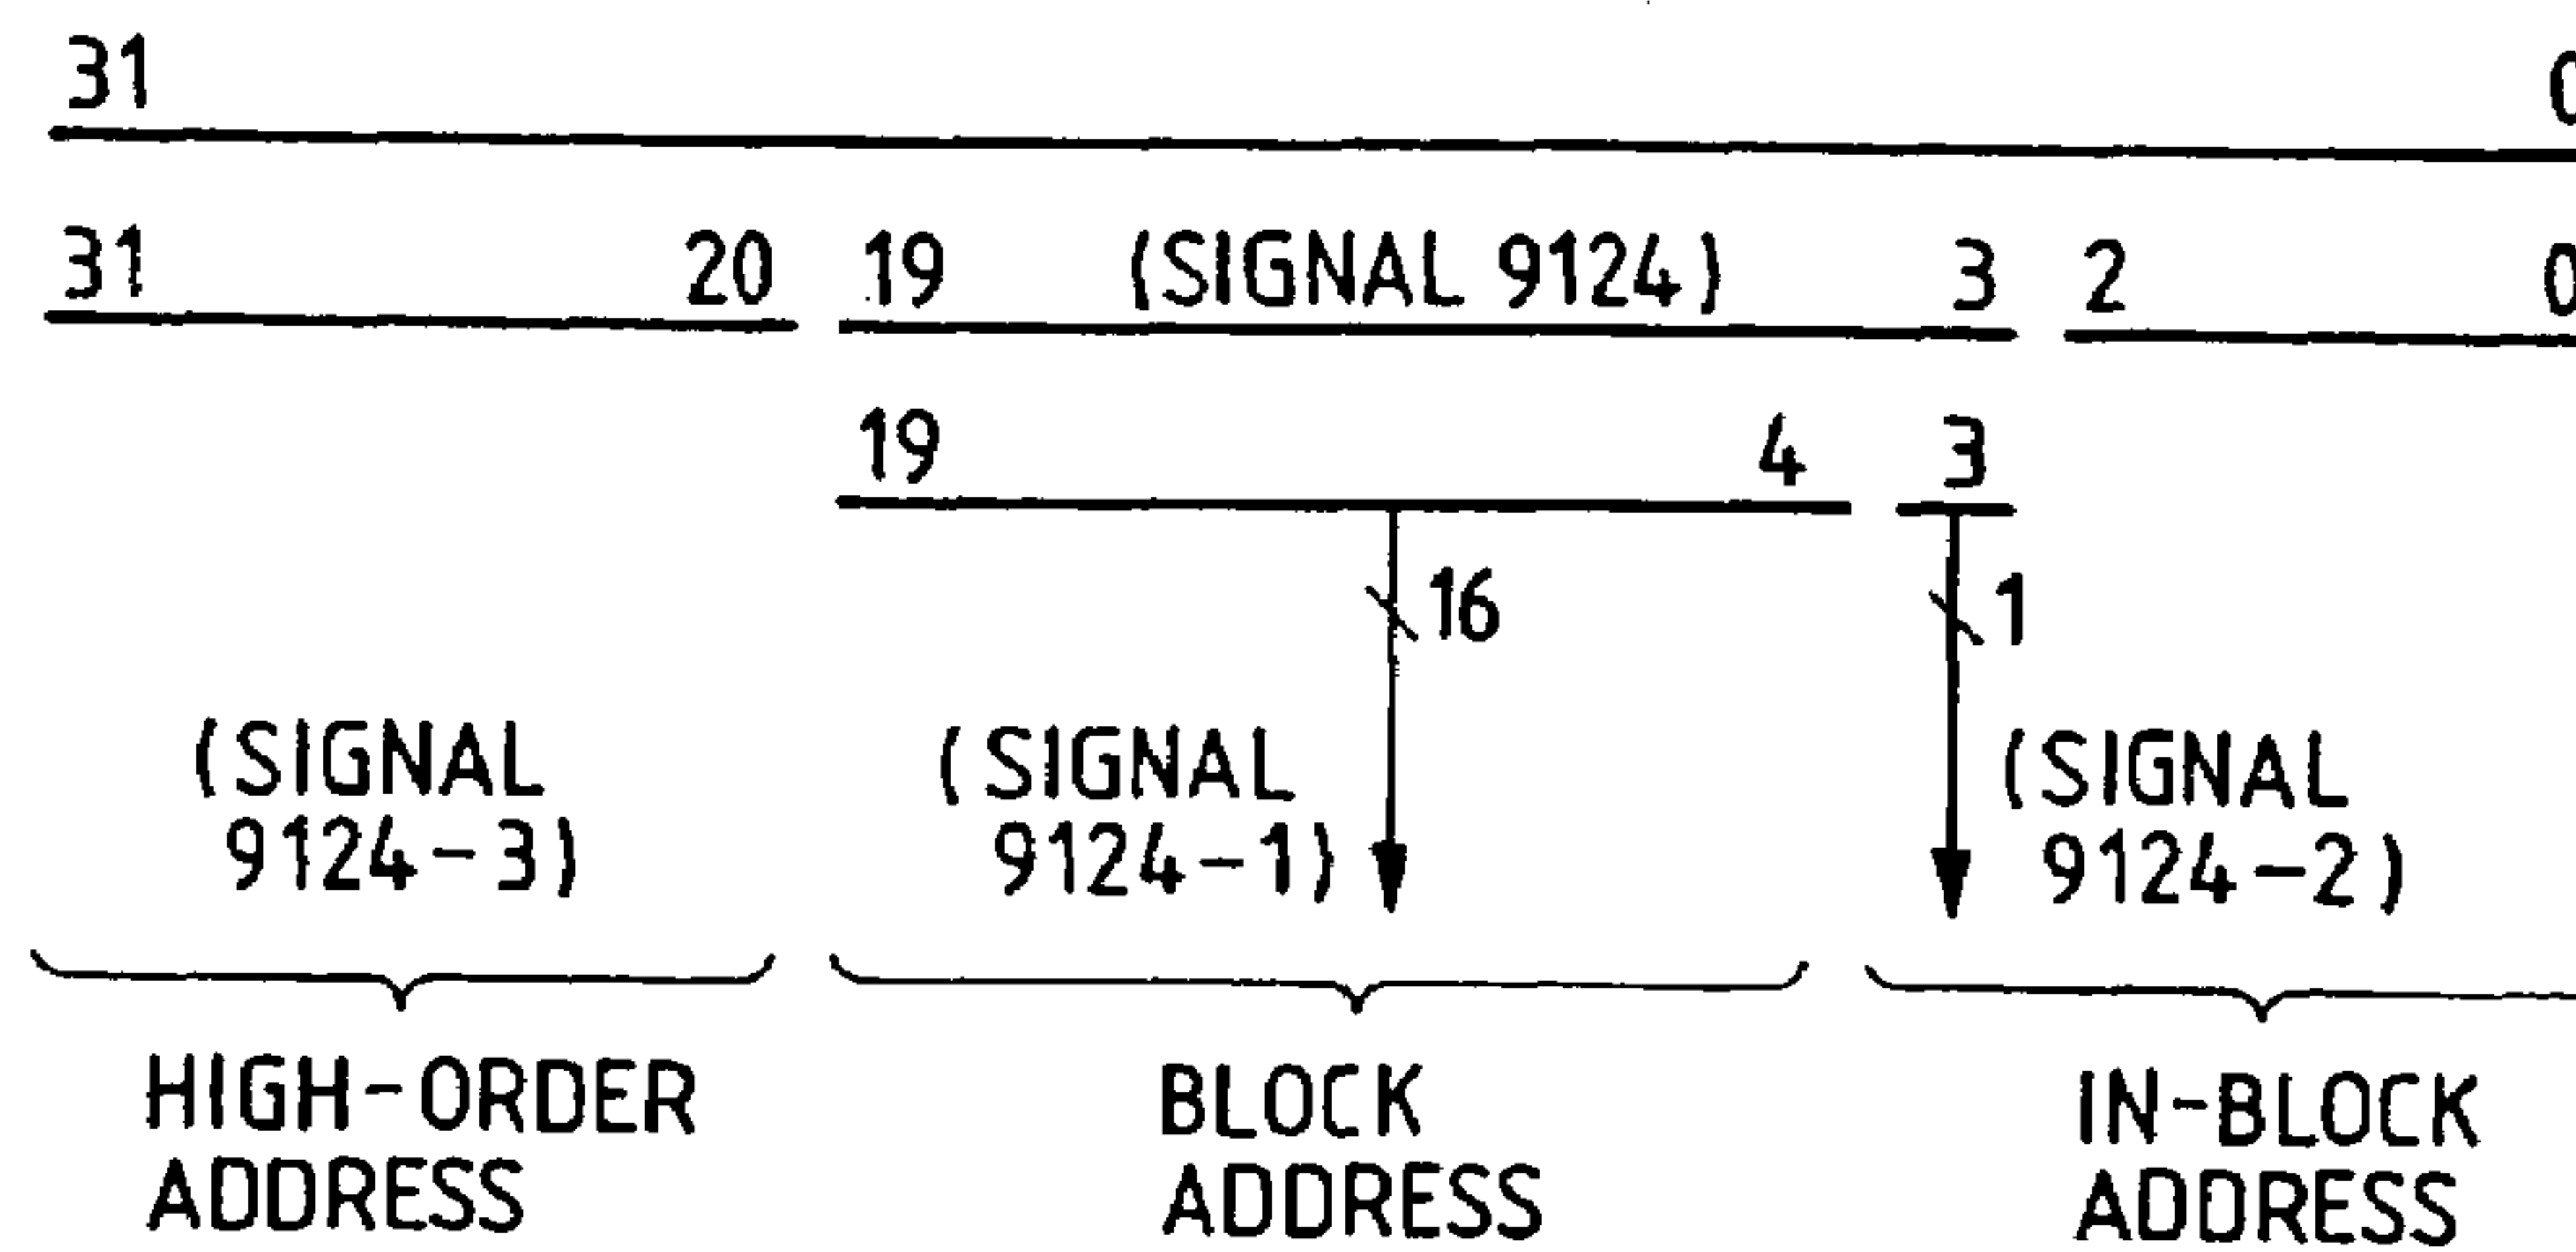 31 0
31 20 19 (SIGNAL 9124) 3 2 0
19 4 3
16 1
(SIGNAL (SIGNAL (SIGNAL
9124-3) 9124-1) 9124-2)
HIGH-ORDER BLOCK IN-BLOCK
ADDRESS ADDRESS ADDRESS